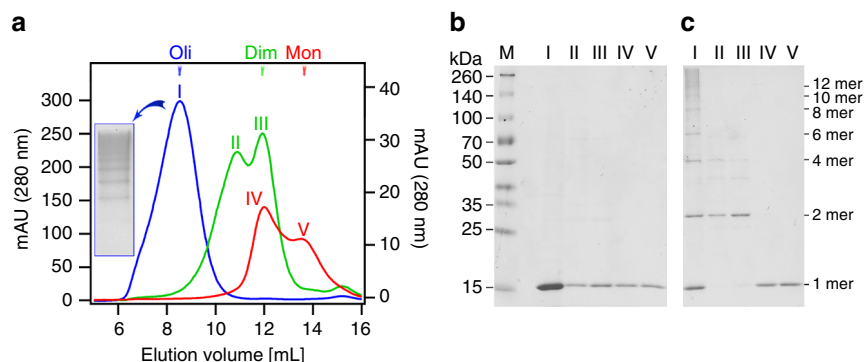 a
Oli Dim Mon
I
II
III
IV
V
mAU (280 nm)
300
250
200
150
100
50
0
40
30
20
10
0
mAU (280 nm)
6 8 10 12 14 16
Elution volume [mL]
b
kDa M I II III IV V
260
140
100
70
50
35
25
15
c
I II III IV V
12 mer
10 mer
8 mer
6 mer
4 mer
2 mer
1 mer